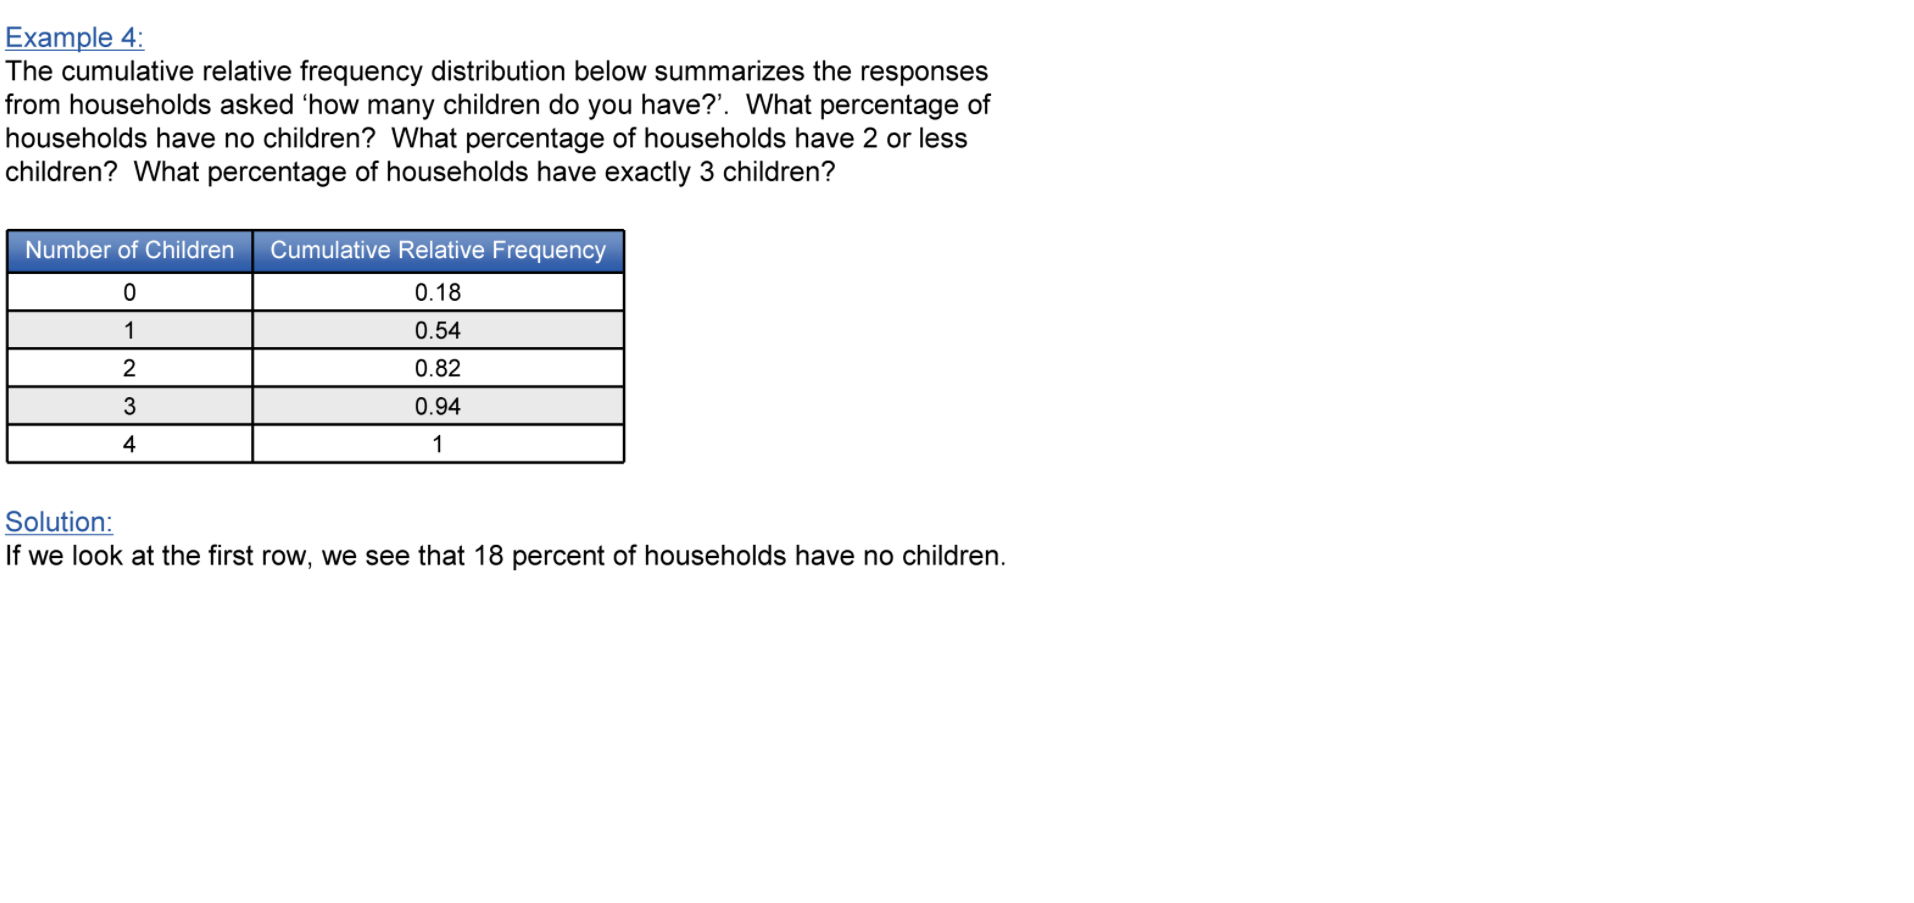 Example 4:
The cumulative relative frequency distribution below summarizes the responses
from households asked ‘how many children do you have?’.  What percentage of
households have no children?  What percentage of households have 2 or less
children?  What percentage of households have exactly 3 children?
Number of Children Cumulative Relative Frequency
0 0.18
1 0.54
2 0.82
3 0.94
4 1
Solution:
If we look at the first row, we see that 18 percent of households have no children.